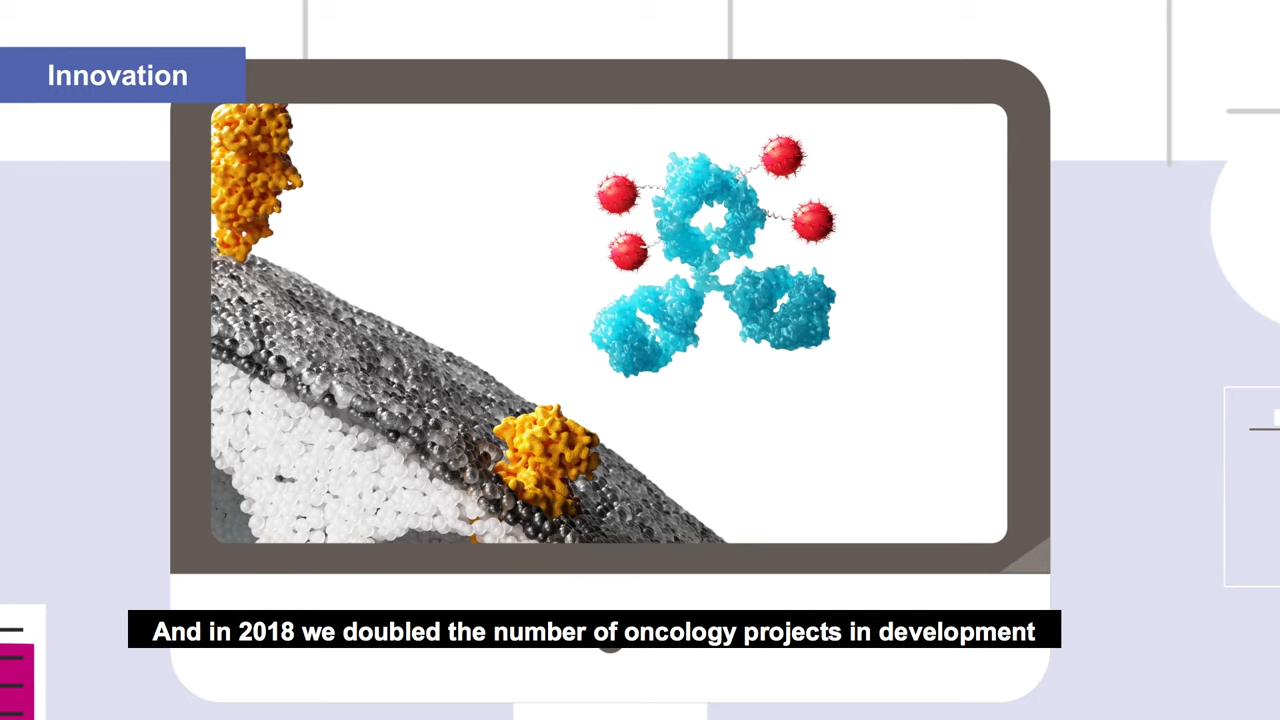 Innovation
And in 2018 we doubled the number of oncology projects in development